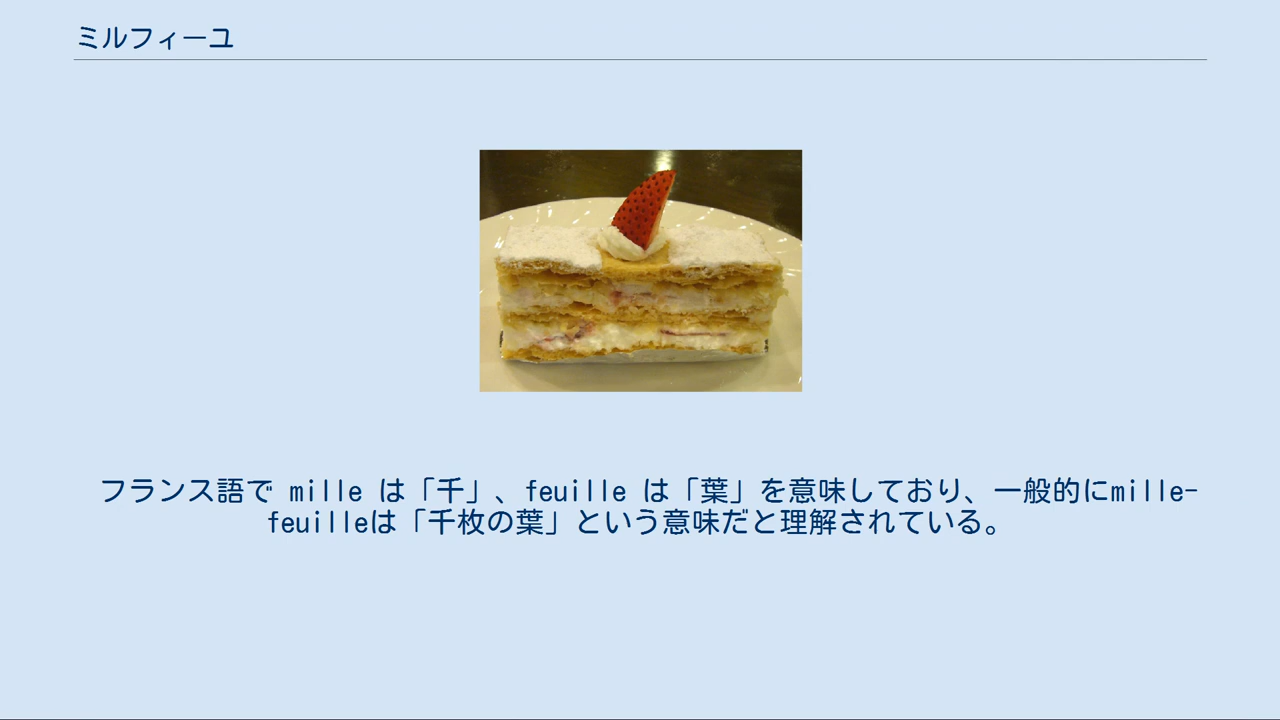 ミルフィーユ
フランス語で mille は「千」、feuille は「葉」を意味しており、一般的にmille-
feuilleは「千枚の葉」という意味だと理解されている。